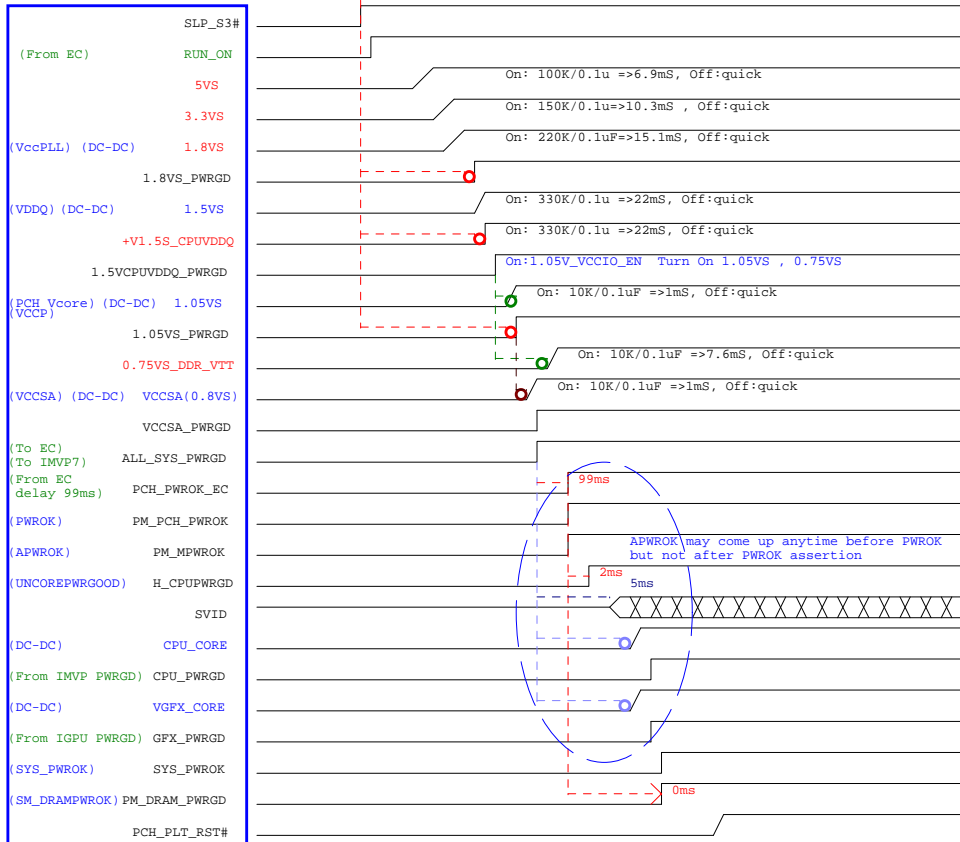 SLP_S3#
(From EC) RUN_ON
5VS On: 100K/0.1u =>6.9mS, Off:quick
3.3VS On: 150K/0.1u=>10.3mS , Off:quick
(VccPLL) (DC-DC) 1.8VS On: 220K/0.1uF=>15.1mS, Off:quick
1.8VS_PWRGD
(VDDQ) (DC-DC) 1.5VS On: 330K/0.1u =>22mS, Off:quick
+V1.5S_CPUVDDQ On: 330K/0.1u =>22mS, Off:quick
1.5VCPUVDDQ_PWRGD On:1.05V_VCCIO_EN Turn On 1.05VS , 0.75VS
(PCH_Vcore) (DC-DC) 1.05VS On: 10K/0.1uF =>1mS, Off:quick
(VCCP)
1.05VS_PWRGD
0.75VS_DDR_VTT On: 10K/0.1uF =>7.6mS, Off:quick
(VCCSA) (DC-DC) VCCSA(0.8VS) On: 10K/0.1uF =>1mS, Off:quick
VCCSA_PWRGD
(To EC)
(To IMVP7) ALL_SYS_PWRGD
(From EC
delay 99ms) PCH_PWROK_EC 99ms
(PWROK) PM_PCH_PWROK
(APWROK) PM_MPWROK APWROK may come up anytime before PWROK
but not after PWROK assertion
(UNCOREPWRGOOD) H_CPUPWRGD 2ms
5ms
SVID
(DC-DC) CPU_CORE
(From IMVP PWRGD) CPU_PWRGD
(DC-DC) VGFX_CORE
(From IGPU PWRGD) GFX_PWRGD
(SYS_PWROK) SYS_PWROK
(SM_DRAMPWROK) PM_DRAM_PWRGD 0ms
PCH_PLT_RST#